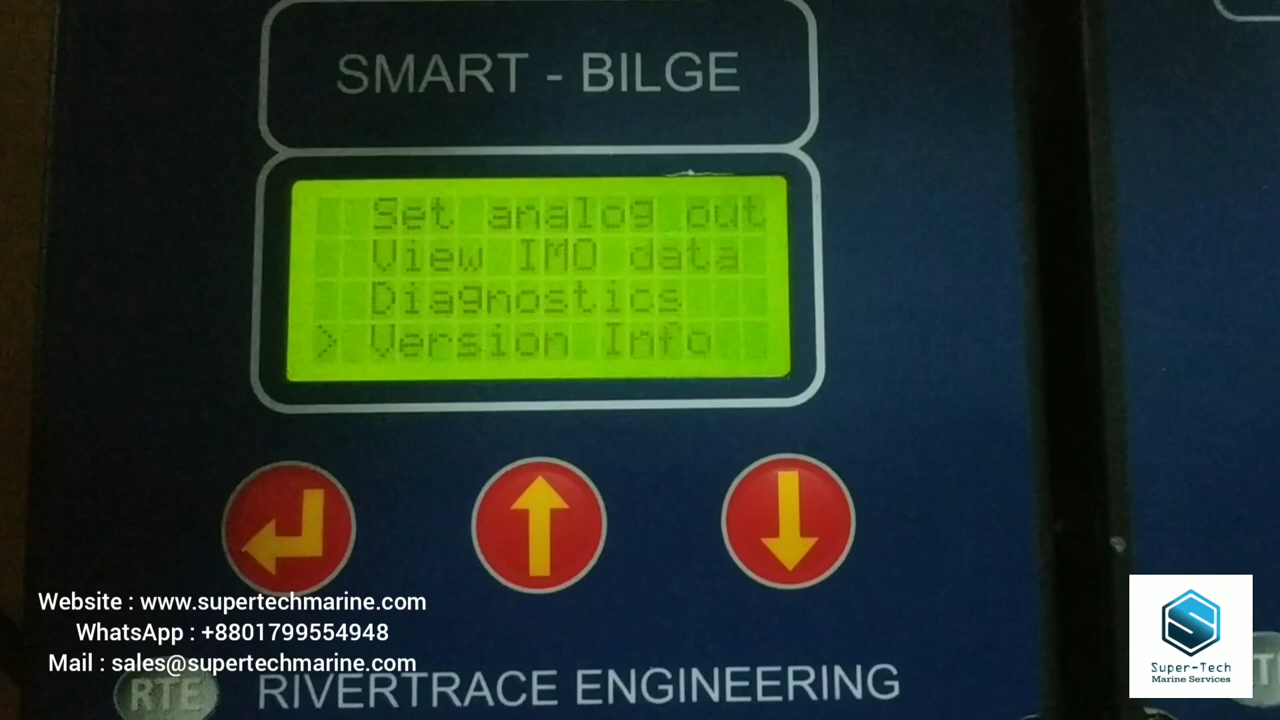 SMART - BILGE
Set analog out
View IMO data
Diagnostics
> Version Info
Website : www.supertechmarine.com
WhatsApp : +8801799554948
Mail : sales@supertechmarine.com
RTE
RIVERTRACE ENGINEERING
Super-Tech
Marine Services